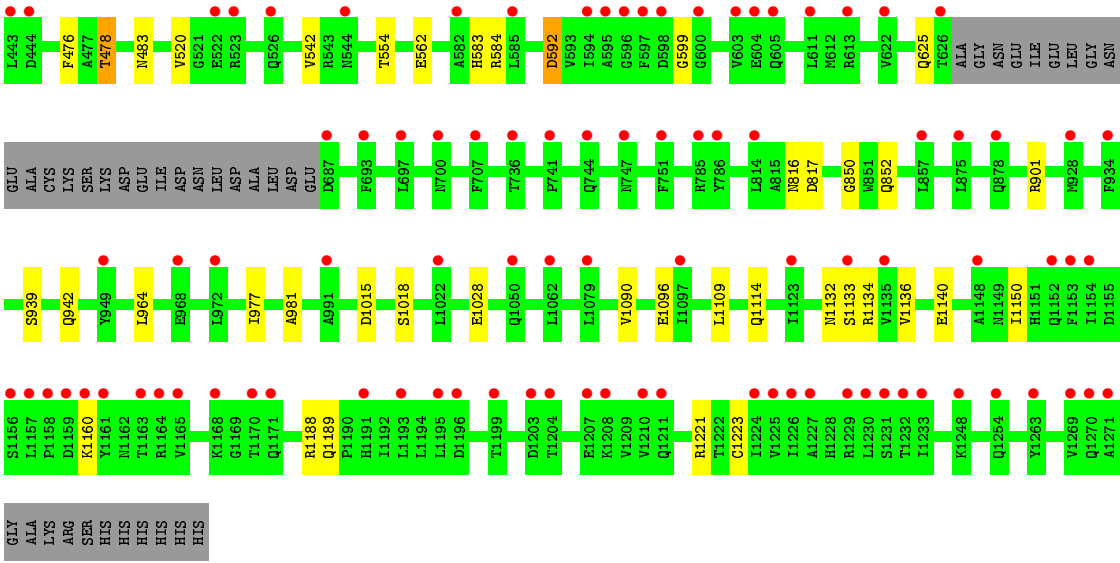 L443 D444 F476 A477 T478 N483 V520 G521 E522 R523 Q526 V542 R543 N544 T554 E562 A582 H583 R584 L585 D592 V593 I594 A595 G596 F597 D598 G599 G600 V603 E604 Q605 L611 M612 R613 V622 Q625 T626 ALA GLY ASN GLU ILE GLU LEU GLY ASN
GLU ALA CYS LYS SER LYS ASP GLU ILE ASP ASN LEU ASP ALA LEU ASP GLU D687 F693 L697 N700 F707 T736 P741 Q744 N747 F751 R785 Y786 L814 A815 N816 D817 G850 W851 Q852 L857 L875 Q878 R901 M928 F934
S939 Q942 Y949 L964 E968 L972 I977 A981 A991 D1015 S1018 L1022 E1028 Q1050 L1062 L1079 V1090 E1096 I1097 L1109 Q1114 I1123 N1132 S1133 R1134 V1135 V1136 E1140 A1148 N1149 I1150 H1151 Q1152 F1153 I1154 D1155
S1156 L1157 P1158 D1159 K1160 Y1161 N1162 T1163 R1164 V1165 K1168 G1169 T1170 Q1171 R1188 Q1189 P1190 H1191 I1192 L1193 L1194 L1195 D1196 T1199 D1203 T1204 E1207 K1208 V1209 V1210 Q1211 R1221 T1222 C1223 I1224 V1225 I1226 A1227 H1228 R1229 L1230 S1231 T1232 I1233 K1248 Q1254 Y1263 V1269 Q1270 A1271
GLY ALA LYS ARG SER HIS HIS HIS HIS HIS HIS